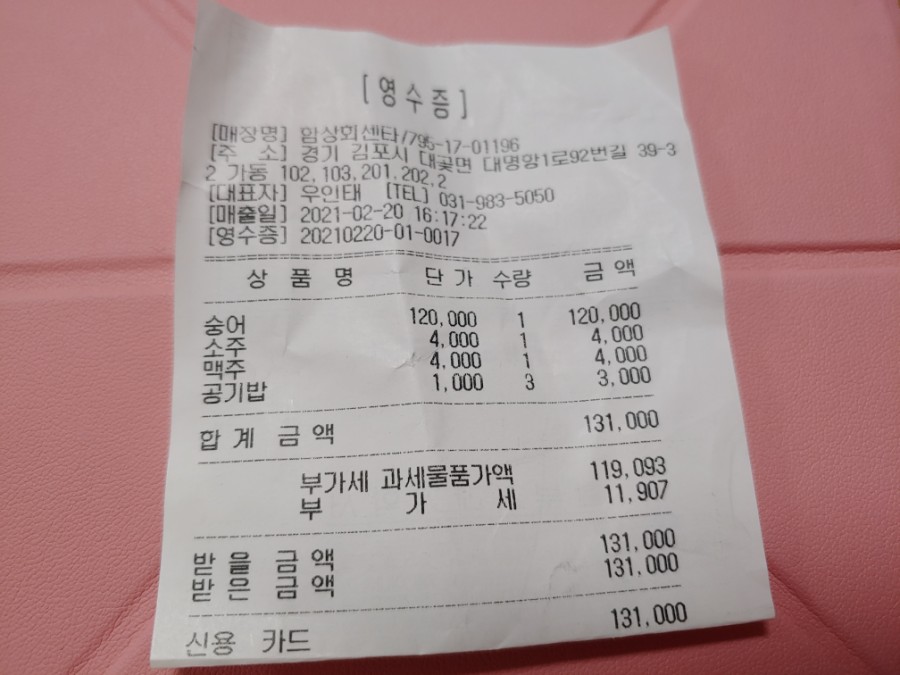 [영수증]
[매장명] 함상회센타/795-17-01196
[주 소] 경기 김포시 대곶면 대명항1로92번길 39-3
2 가동 102,103,201,202,2
[대표자] 우인태 [TEL] 031-983-5050
[매출일] 2021-02-20 16:17:22
[영수증] 20210220-01-0017
상 품 명 단 가 수량 금 액
숭어 120,000 1 120,000
소주 4,000 1 4,000
맥주 4,000 1 4,000
공기밥 1,000 3 3,000
합 계 금 액 131,000
부가세 과세물품가액 119,093
부 가 세 11,907
받 을 금 액 131,000
받 은 금 액 131,000
신용 카드 131,000